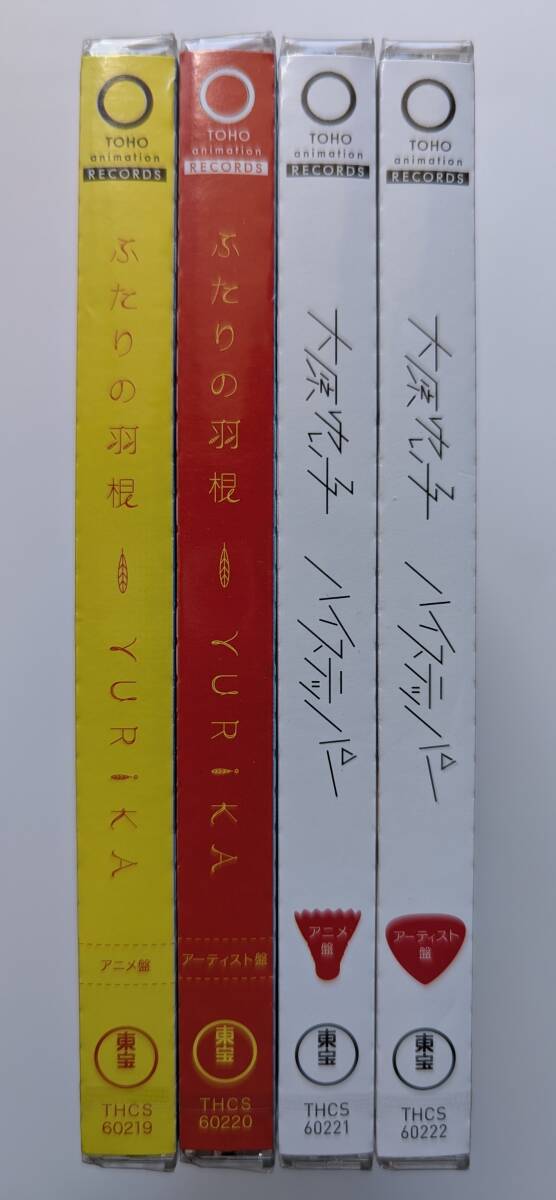 TOHO
animation
RECORDS
ふたりの羽根
YURiKA
アニメ盤
東宝
THCS
60219
TOHO
animation
RECORDS
ふたりの羽根
YURiKA
アーティスト盤
東宝
THCS
60220
TOHO
animation
RECORDS
大原ゆい子
ハイステッパー
アニメ
盤
東宝
THCS
60221
TOHO
animation
RECORDS
大原ゆい子
ハイステッパー
アーティスト
盤
東宝
THCS
60222